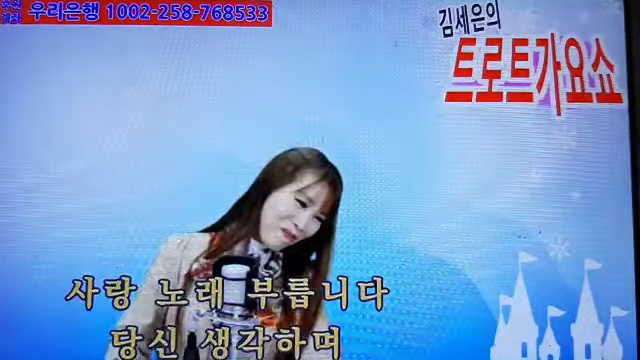 우리은행 1002-258-768533
김세은의
트로트가요쇼
사랑 노래 부릅니다
당신 생각하며